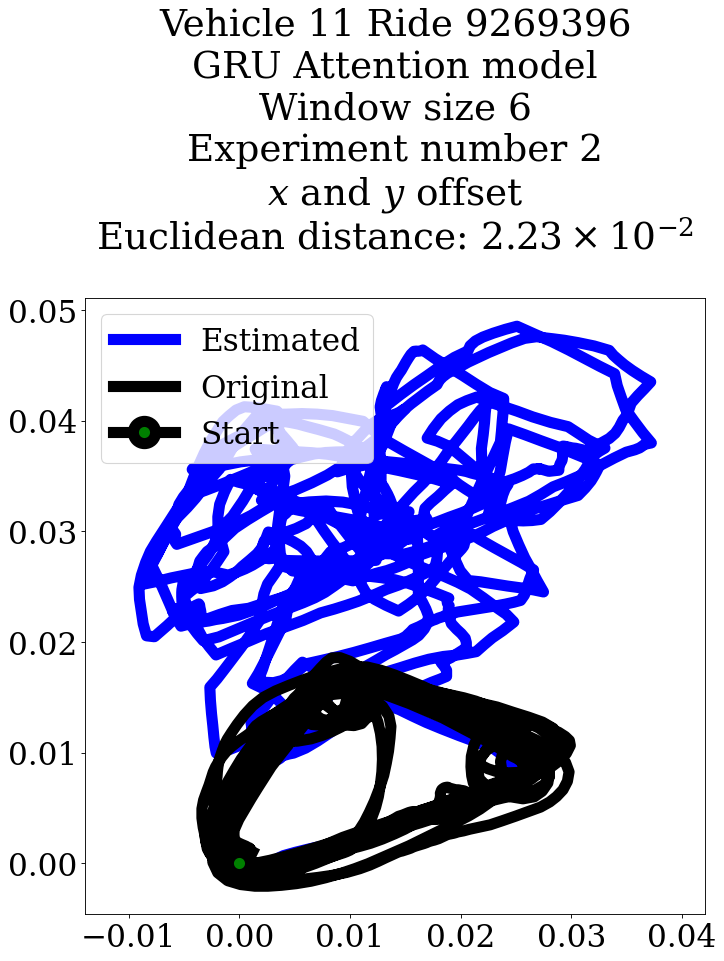 Vehicle 11 Ride 9269396
GRU Attention model
Window size 6
Experiment number 2
x and y offset
Euclidean distance: 2.23 × 10⁻²
Estimated
Original
Start
0.05
0.04
0.03
0.02
0.01
0.00
−0.01 0.00 0.01 0.02 0.03 0.04